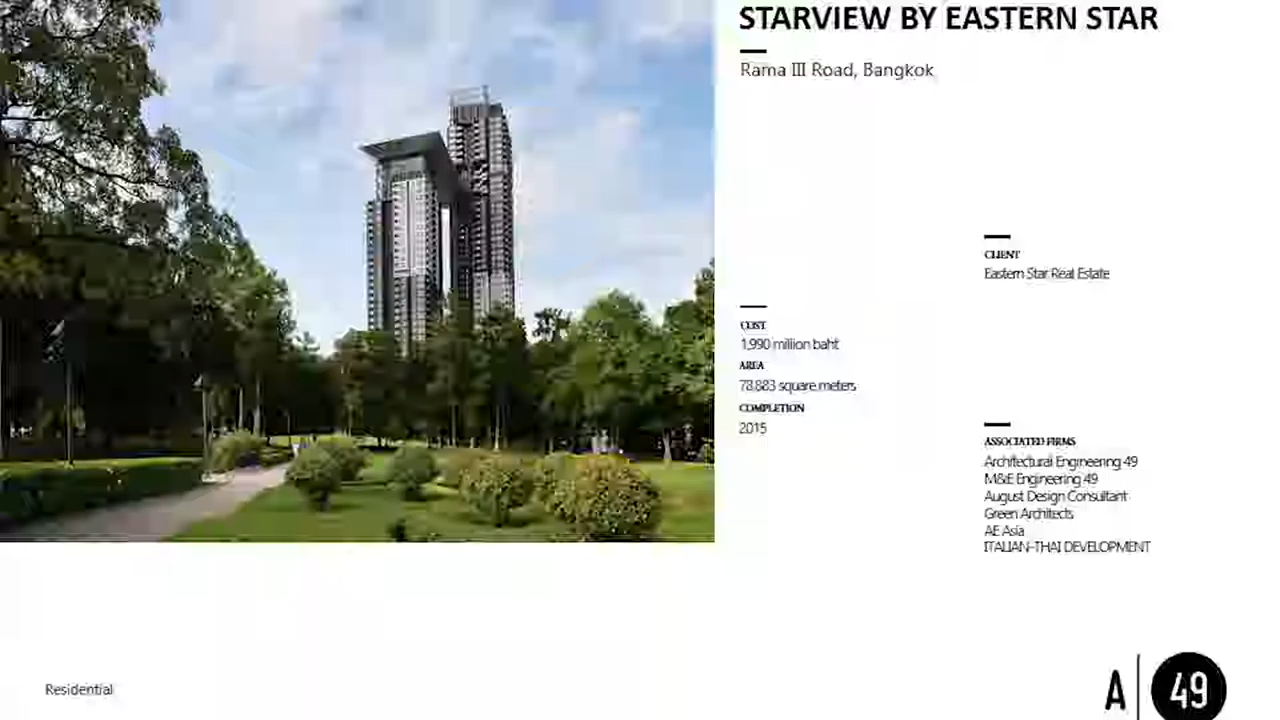 STARVIEW BY EASTERN STAR
Rama III Road, Bangkok
CLIENT
Eastern Star Real Estate
COST
1,990 million baht
AREA
78,883 square meters
COMPLETION
2015
ASSOCIATED FIRMS
Architectural Engineering 49
M&E Engineering 49
August Design Consultant
Green Architects
AE Asia
ITALIAN-THAI DEVELOPMENT
Residential
A 49